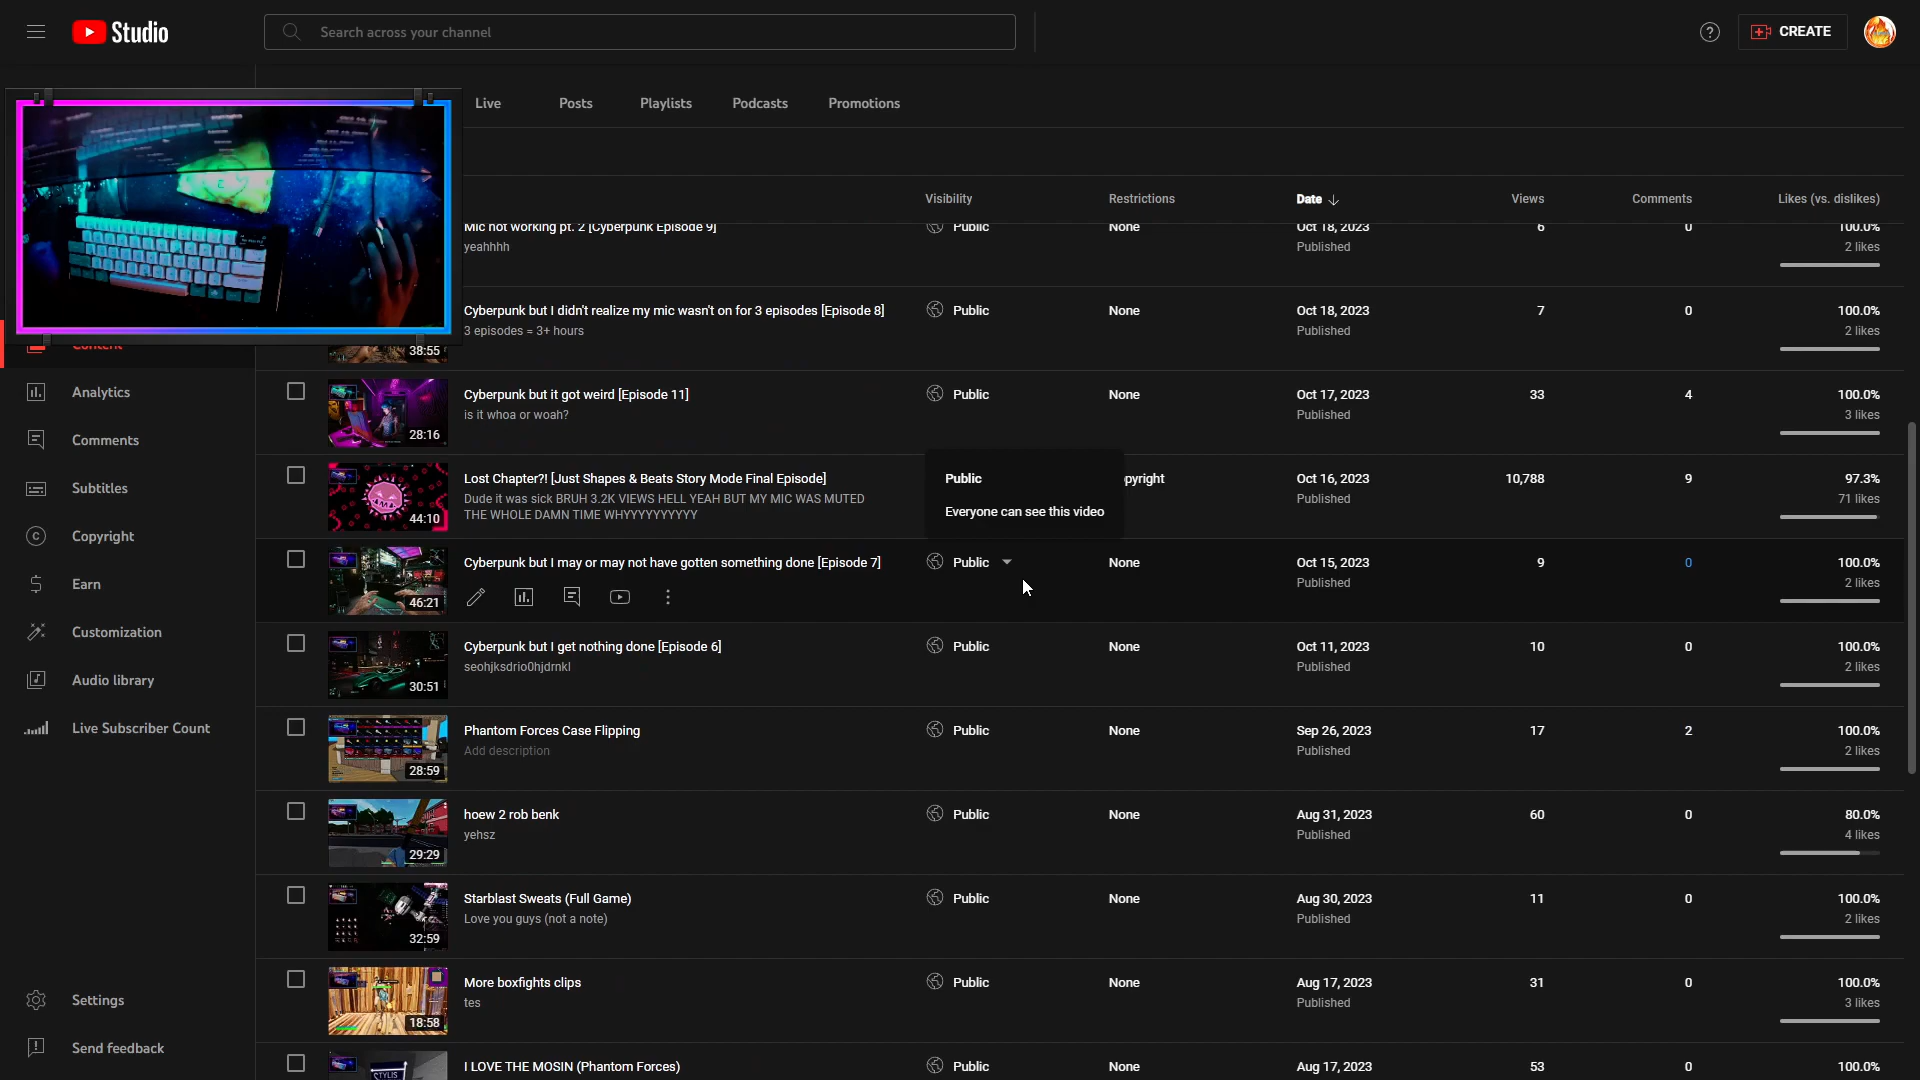 Studio
Search across your channel
CREATE
Live
Posts
Playlists
Podcasts
Promotions
Visibility
Restrictions
Date
Views
Comments
Likes (vs. dislikes)
Mic not working pt. 2 [Cyberpunk Episode 9]
Public
None
Oct 18, 2023
6
0
100.0%
yeahhhh
Published
2 likes
Cyberpunk but I didn't realize my mic wasn't on for 3 episodes [Episode 8]
Public
None
Oct 18, 2023
7
0
100.0%
3 episodes = 3+ hours
Published
2 likes
38:55
Content
Analytics
Comments
Subtitles
Copyright
Earn
Customization
Audio library
Live Subscriber Count
Settings
Send feedback
Cyberpunk but it got weird [Episode 11]
Public
None
Oct 17, 2023
33
4
100.0%
is it whoa or woah?
Published
3 likes
28:16
Lost Chapter?! [Just Shapes & Beats Story Mode Final Episode]
Public
pyright
Oct 16, 2023
10,788
9
97.3%
Dude it was sick BRUH 3.2K VIEWS HELL YEAH BUT MY MIC WAS MUTED
THE WHOLE DAMN TIME WHYYYYYYYYYY
Everyone can see this video
Published
71 likes
44:10
Cyberpunk but I may or may not have gotten something done [Episode 7]
Public
None
Oct 15, 2023
9
0
100.0%
Published
2 likes
46:21
Cyberpunk but I get nothing done [Episode 6]
Public
None
Oct 11, 2023
10
0
100.0%
seohjksdrio0hjdrnkl
Published
2 likes
30:51
Phantom Forces Case Flipping
Public
None
Sep 26, 2023
17
2
100.0%
Add description
Published
2 likes
28:59
hoew 2 rob benk
Public
None
Aug 31, 2023
60
0
80.0%
yehsz
Published
4 likes
29:29
Starblast Sweats (Full Game)
Public
None
Aug 30, 2023
11
0
100.0%
Love you guys (not a note)
Published
2 likes
32:59
More boxfights clips
Public
None
Aug 17, 2023
31
0
100.0%
tes
Published
3 likes
18:58
I LOVE THE MOSIN (Phantom Forces)
Public
None
Aug 17, 2023
53
0
100.0%
STYLIS